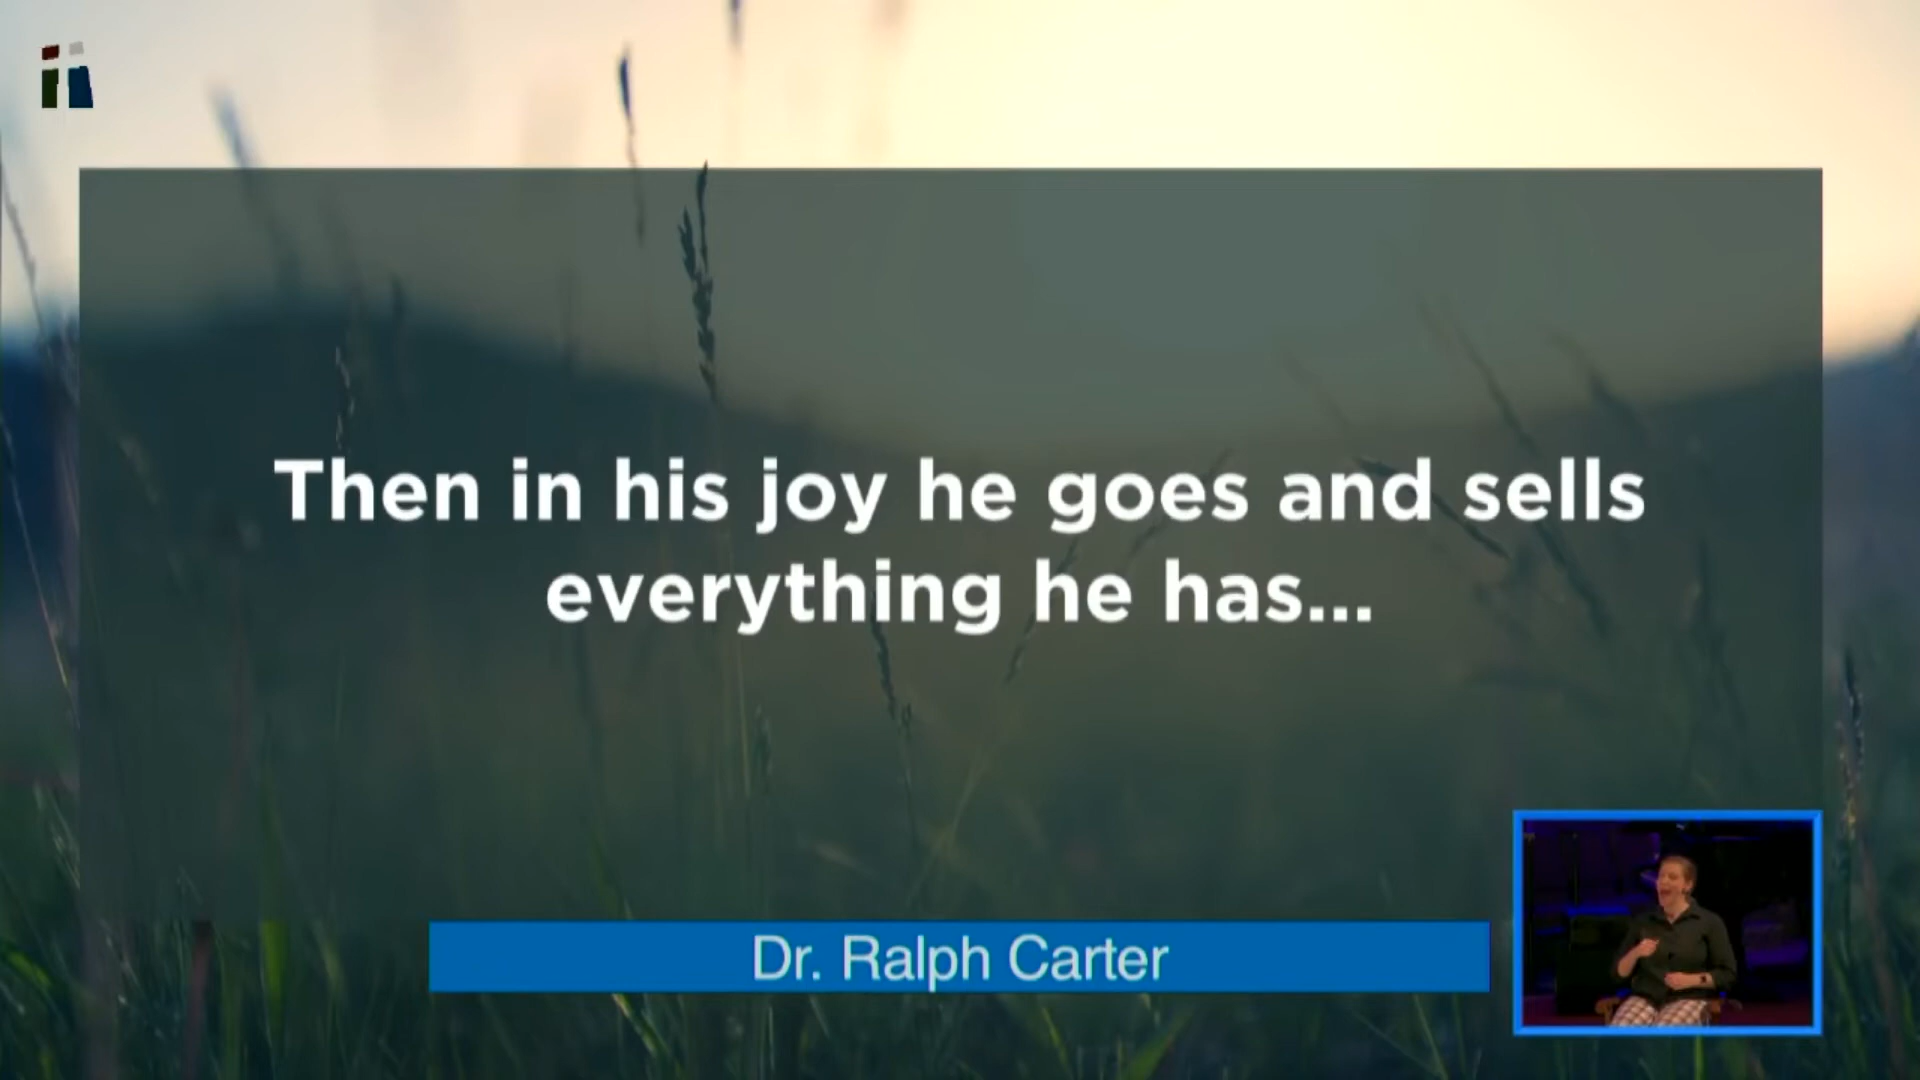 Then in his joy he goes and sells
everything he has...
Dr. Ralph Carter